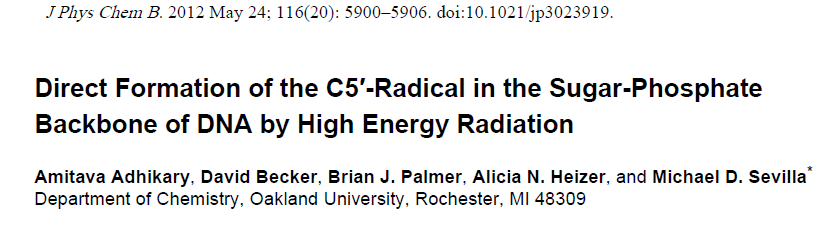 J Phys Chem B. 2012 May 24; 116(20): 5900–5906. doi:10.1021/jp3023919.
Direct Formation of the C5′-Radical in the Sugar-Phosphate
Backbone of DNA by High Energy Radiation
Amitava Adhikary, David Becker, Brian J. Palmer, Alicia N. Heizer, and Michael D. Sevilla*
Department of Chemistry, Oakland University, Rochester, MI 48309